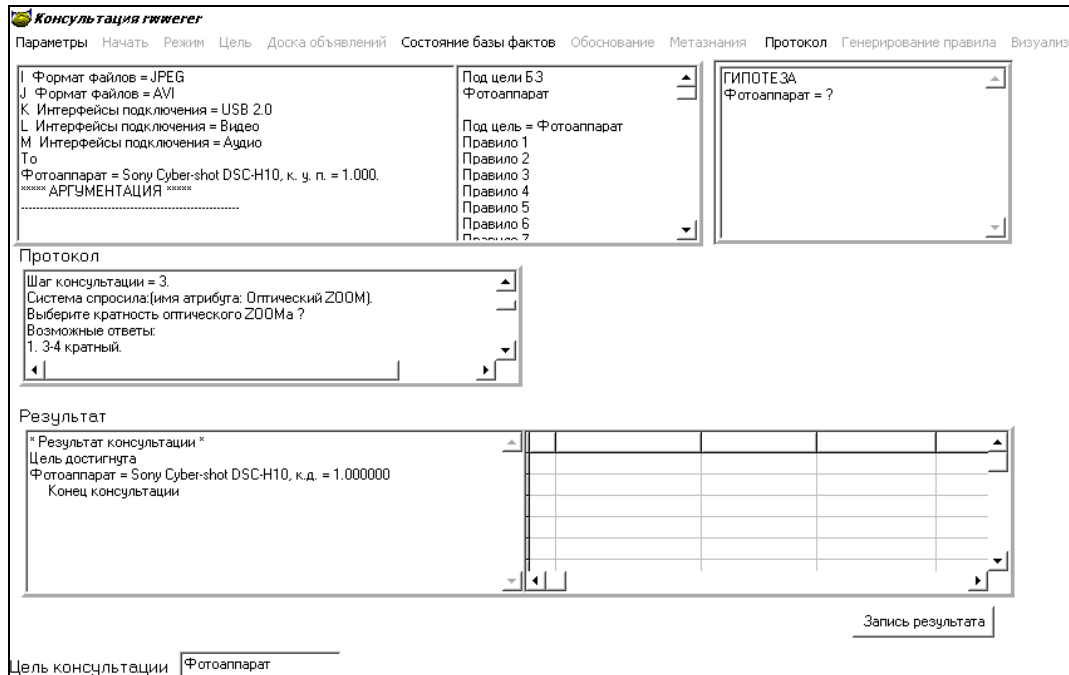 Консультация rwwerer
Параметры Начать Режим Цель Доска объявлений Состояние базы фактов Обоснование Метазнания Протокол Генерирование правила Визуализ
I Формат файлов = JPEG
J Формат файлов = AVI
K Интерфейсы подключения = USB 2.0
L Интерфейсы подключения = Видео
M Интерфейсы подключения = Аудио
То
Фотоаппарат = Sony Cyber-shot DSC-H10, к. у. п. = 1.000.
***** АРГУМЕНТАЦИЯ *****
------------------------------------------------------------
Под цели БЗ
Фотоаппарат
Под цель = Фотоаппарат
Правило 1
Правило 2
Правило 3
Правило 4
Правило 5
Правило 6
Правило 7
ГИПОТЕЗА
Фотоаппарат = ?
Протокол
Шаг консультации = 3.
Система спросила:(имя атрибута: Оптический ZOOM).
Выберите кратность оптического ZOOMа ?
Возможные ответы:
1. 3-4 кратный.
Результат
* Результат консультации *
Цель достигнута
Фотоаппарат = Sony Cyber-shot DSC-H10, к.д. = 1.000000
Конец консультации
Запись результата
Цель консультации Фотоаппарат